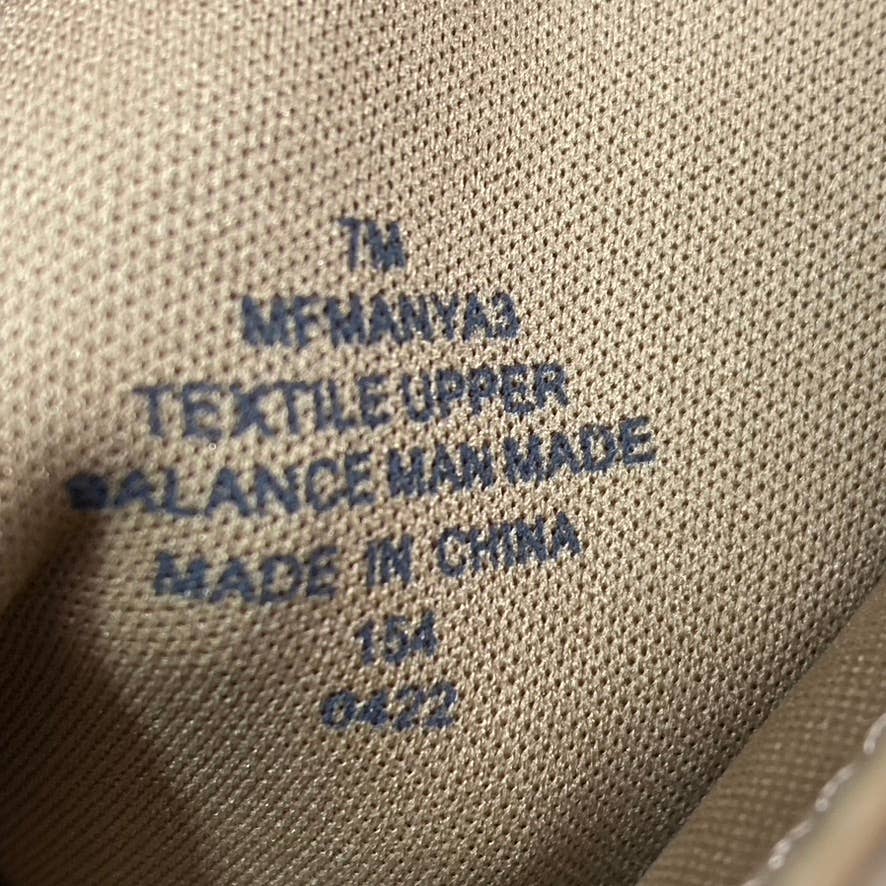 7M
MFMANYA3
TEXTILE UPPER
BALANCE MAN MADE
MADE IN CHINA
154
0422